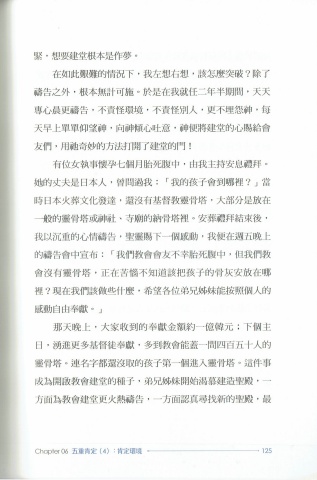 緊，想要建堂根本是作夢。
在如此艱難的情況下，我左想右想，該怎麼突破？除了
禱告之外，根本無計可施。於是在我就任二年半期間，天天
專心晨更禱告，不責怪環境，不責怪別人，更不埋怨神，每
天早上單單仰望神，向神傾心吐意，神便將建堂的心賜給會
友們，用祂奇妙的方法打開了建堂的門！
有位女執事懷孕七個月胎死腹中，由我主持安息禮拜。
她的丈夫是日本人，曾問過我：「我的孩子會到哪裡？」當
時日本火葬文化發達，還沒有基督教靈骨塔，大部分是放在
一般的靈骨塔或神社、寺廟的納骨塔裡。安葬禮拜結束後，
我以沉重的心情禱告，聖靈賜下一個感動，我便在週五晚上
的禱告會中宣布：「我們教會會友不幸胎死腹中，但我們教
會沒有靈骨塔，正在苦惱不知道該把孩子的骨灰安放在哪
裡？現在我們該做些什麼，希望各位弟兄姊妹能按照個人的
感動自由奉獻。」
那天晚上，大家收到的奉獻金額約一億韓元；下個主
日，湧進更多基督徒奉獻，多到教會能蓋一間四百五十人的
靈骨塔。連名字都還沒取的孩子第一個進入靈骨塔。這件事
成為開啟教會建堂的種子，弟兄姊妹開始渴慕建造聖殿，一
方面為教會建堂更火熱禱告，一方面認真尋找新的聖殿，最
Chapter 06 五重肯定（4）：肯定環境 125